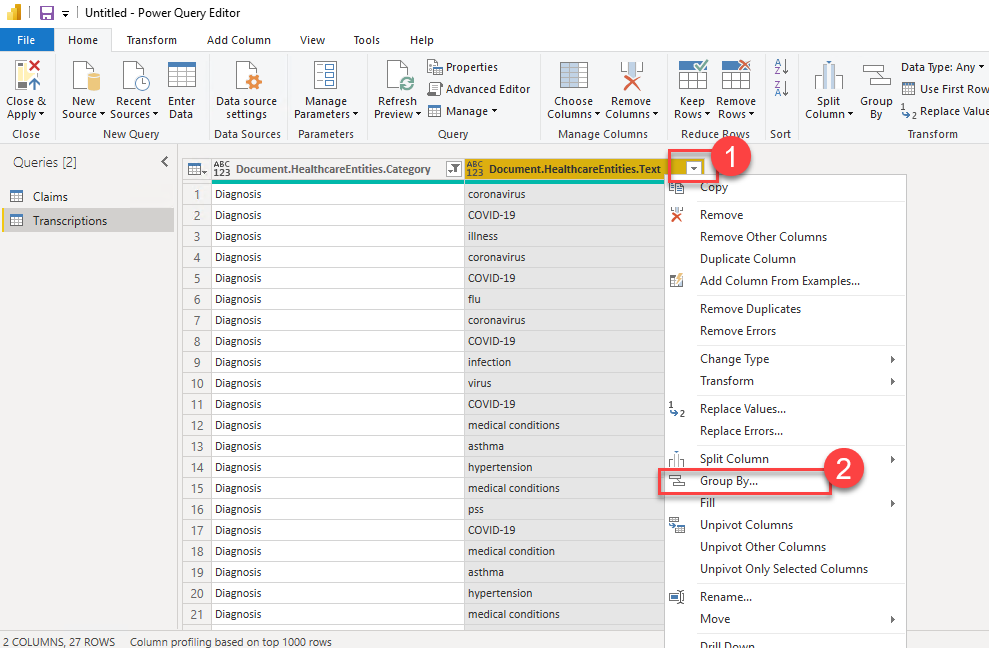 Untitled - Power Query Editor
File Home Transform Add Column View Tools Help
Close & Apply
New Source
Recent Sources
Enter Data
Data source settings
Manage Parameters
Refresh Preview
Properties
Advanced Editor
Manage
Choose Columns
Remove Columns
Keep Rows
Remove Rows
A
Z
Z
A
Split Column
Group By
Data Type: Any
Use First Row
1 2 Replace Value
Close New Query Data Sources Parameters Query Manage Columns Reduce Rows Sort Transform
Queries [2]
Claims
Transcriptions
ABC 123 Document.HealthcareEntities.Category ABC 123 Document.HealthcareEntities.Text
1
1 Diagnosis coronavirus
2 Diagnosis COVID-19
3 Diagnosis illness
4 Diagnosis coronavirus
5 Diagnosis COVID-19
6 Diagnosis flu
7 Diagnosis coronavirus
8 Diagnosis COVID-19
9 Diagnosis infection
10 Diagnosis virus
11 Diagnosis COVID-19
12 Diagnosis medical conditions
13 Diagnosis asthma
14 Diagnosis hypertension
15 Diagnosis medical conditions
16 Diagnosis pss
17 Diagnosis COVID-19
18 Diagnosis medical condition
19 Diagnosis asthma
20 Diagnosis hypertension
21 Diagnosis medical conditions
Copy
Remove
Remove Other Columns
Duplicate Column
Add Column From Examples...
Remove Duplicates
Remove Errors
Change Type
Transform
1 2 Replace Values...
Replace Errors...
Split Column
2
Group By...
Fill
Unpivot Columns
Unpivot Other Columns
Unpivot Only Selected Columns
Rename...
Move
Drill Down
2 COLUMNS, 27 ROWS Column profiling based on top 1000 rows